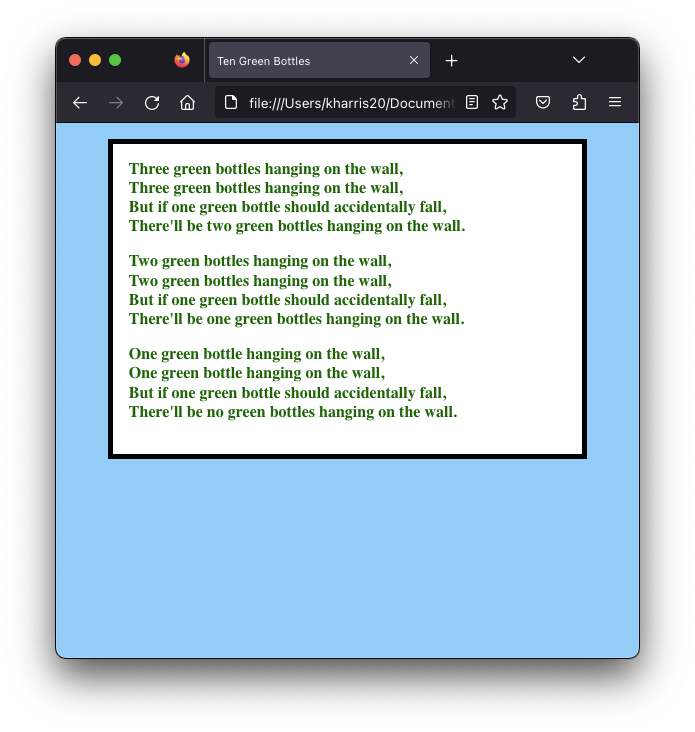 Ten Green Bottles
file:///Users/kharris20/Document
Three green bottles hanging on the wall,
Three green bottles hanging on the wall,
But if one green bottle should accidentally fall,
There'll be two green bottles hanging on the wall.
Two green bottles hanging on the wall,
Two green bottles hanging on the wall,
But if one green bottle should accidentally fall,
There'll be one green bottles hanging on the wall.
One green bottle hanging on the wall,
One green bottle hanging on the wall,
But if one green bottle should accidentally fall,
There'll be no green bottles hanging on the wall.